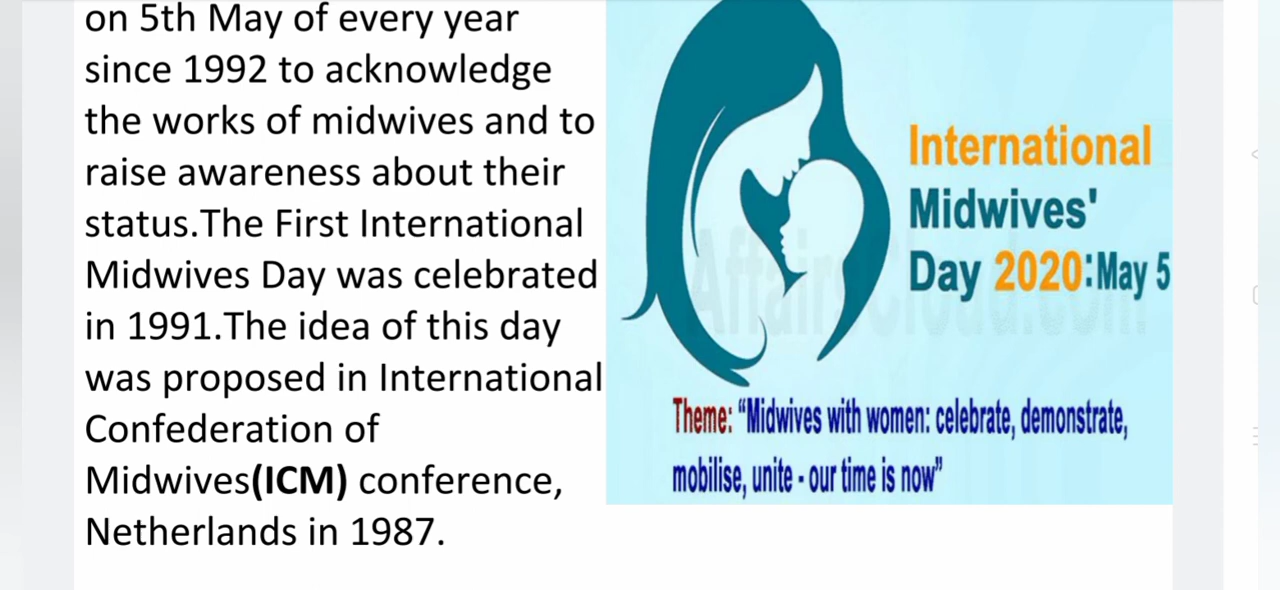 on 5th May of every year
since 1992 to acknowledge
the works of midwives and to
raise awareness about their
status.The First International
Midwives Day was celebrated
in 1991.The idea of this day
was proposed in International
Confederation of
Midwives(ICM) conference,
Netherlands in 1987.
International
Midwives'
Day 2020:May 5
AffairsCloud.com
Theme: “Midwives with women: celebrate, demonstrate,
mobilise, unite - our time is now”